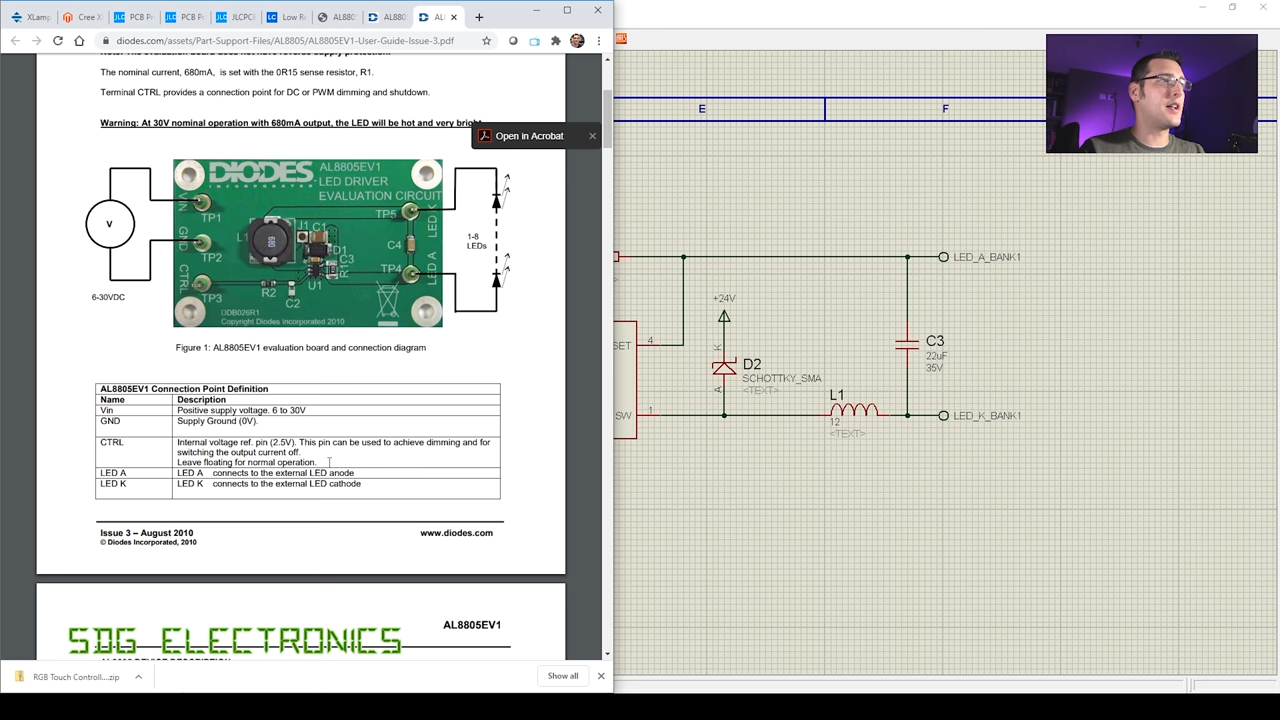 XLamp
Cree X
PCB Pr
PCB Pr
JLCPC
Low R
AL880
AL880
AL
diodes.com/assets/Part-Support-Files/AL8805/AL8805EV1-User-Guide-Issue-3.pdf
The nominal current, 680mA, is set with the 0R15 sense resistor, R1.
Terminal CTRL provides a connection point for DC or PWM dimming and shutdown.
Warning: At 30V nominal operation with 680mA output, the LED will be hot and very bright
Open in Acrobat
DIODES
INCORPORATED
AL8805EV1
LED DRIVER
EVALUATION CIRCUIT
VIN
TP1
GND
TP2
CTRL
TP3
L1
680
J1
C1
D1
C3
R1
U1
R2
C2
TP5
LED K
C4
TP4
LED A
DDB026R1
Copyright Diodes Incorporated 2010
V
6-30VDC
1-8
LEDs
Figure 1: AL8805EV1 evaluation board and connection diagram
AL8805EV1 Connection Point Definition
Name Description
Vin Positive supply voltage. 6 to 30V
GND Supply Ground (0V).
CTRL Internal voltage ref. pin (2.5V). This pin can be used to achieve dimming and for
switching the output current off.
Leave floating for normal operation.
LED A LED A connects to the external LED anode
LED K LED K connects to the external LED cathode
Issue 3 – August 2010 www.diodes.com
© Diodes Incorporated, 2010
AL8805EV1
SDG ELECTRONICS
RGB Touch Controll....zip
Show all
E
F
LED_A_BANK1
+24V
SET
4
K
D2
SCHOTTKY_SMA
<TEXT>
A
C3
22uF
35V
SW
1
L1
12
<TEXT>
LED_K_BANK1